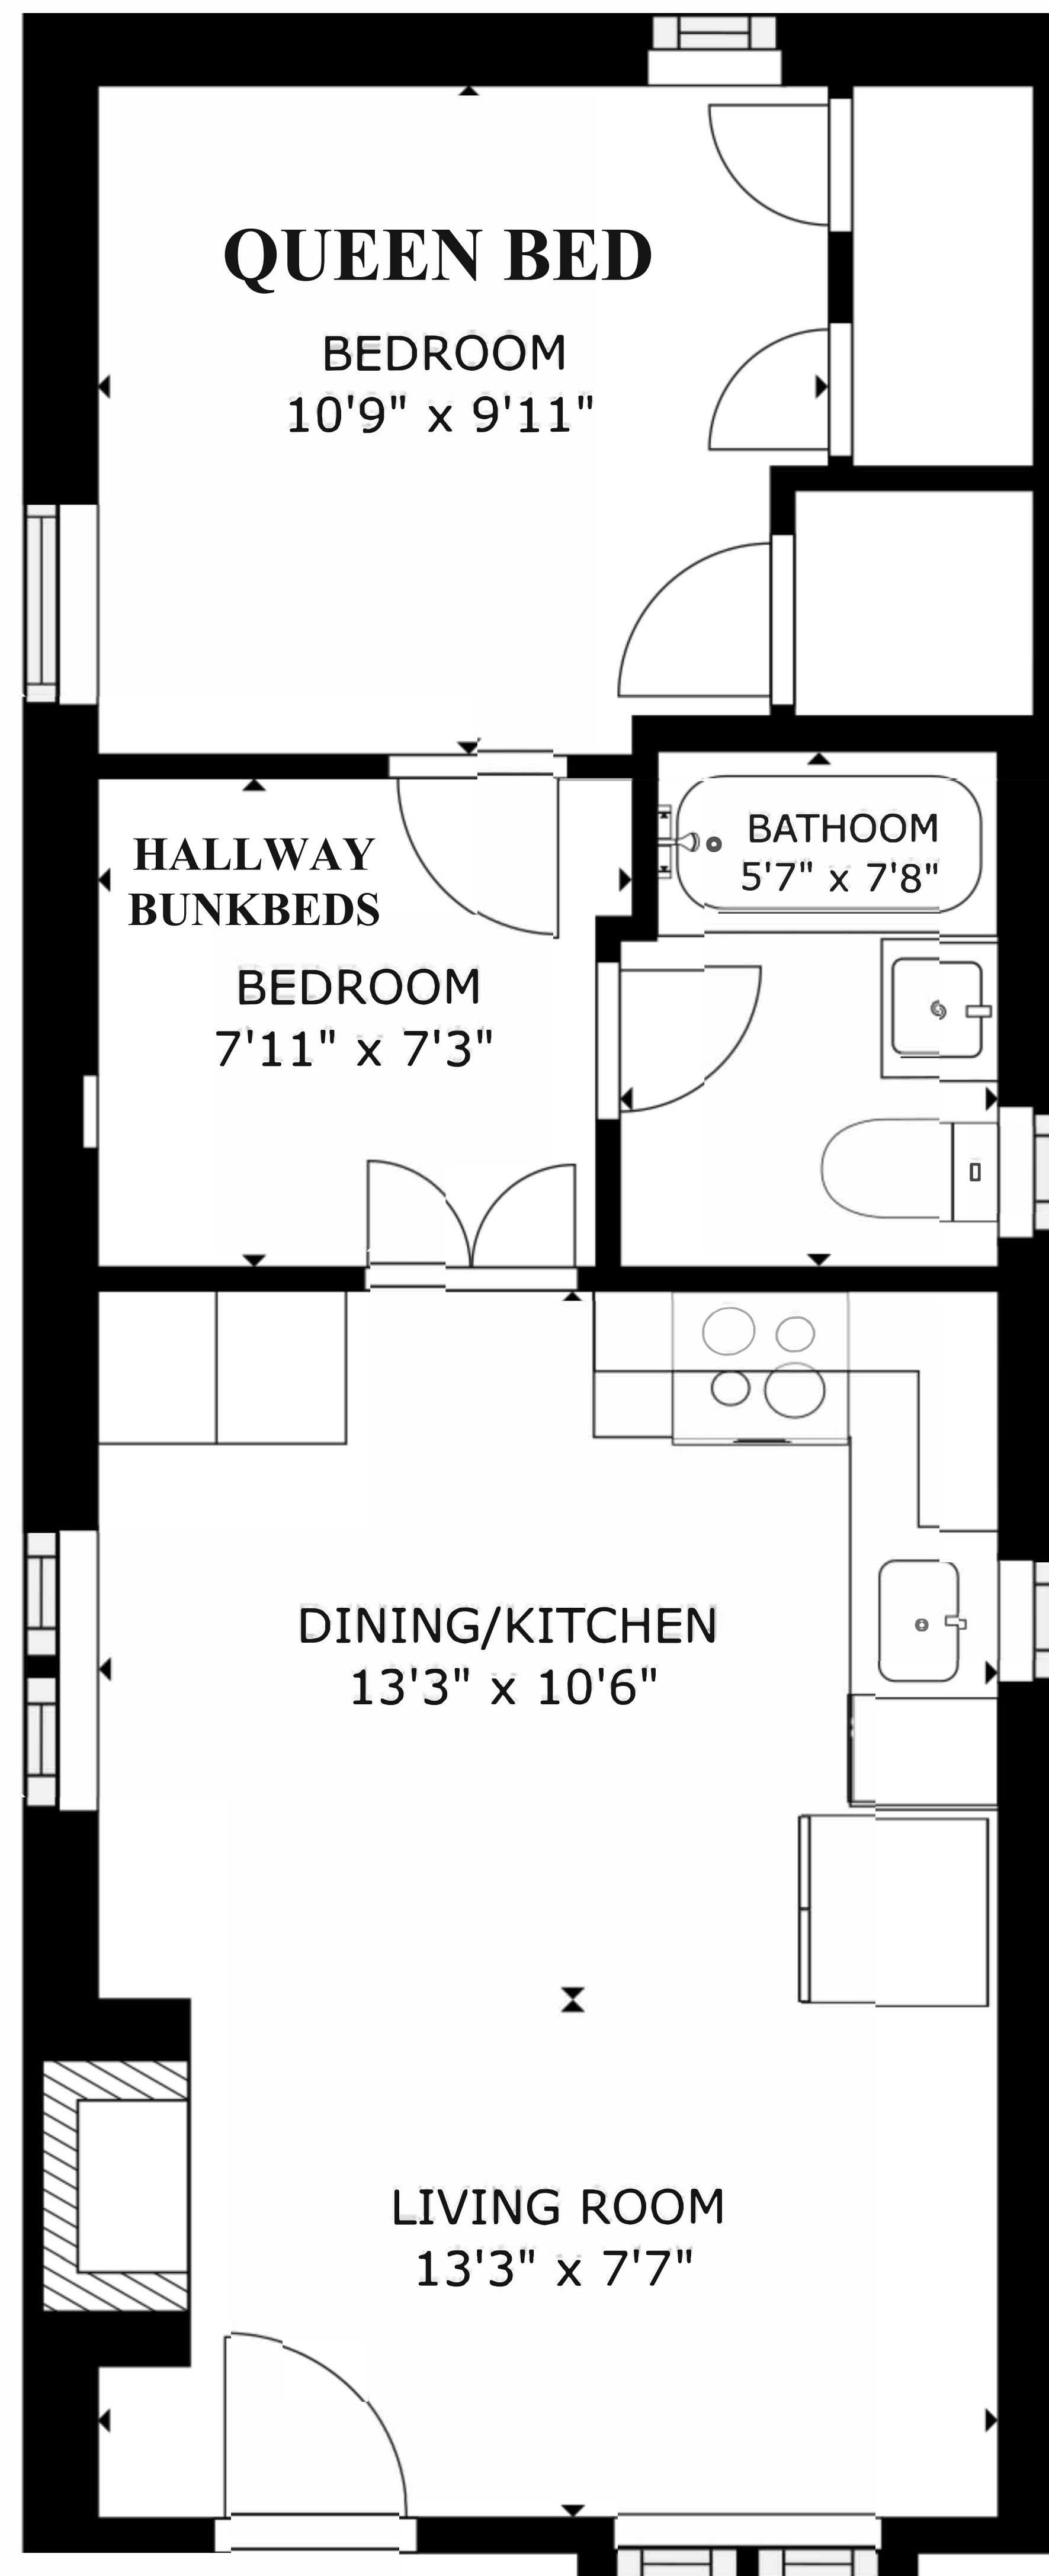 QUEEN BED
BEDROOM
10'9" x 9'11"
HALLWAY
BUNKBEDS
BEDROOM
7'11" x 7'3"
BATHOOM
5'7" x 7'8"
DINING/KITCHEN
13'3" x 10'6"
LIVING ROOM
13'3" x 7'7"